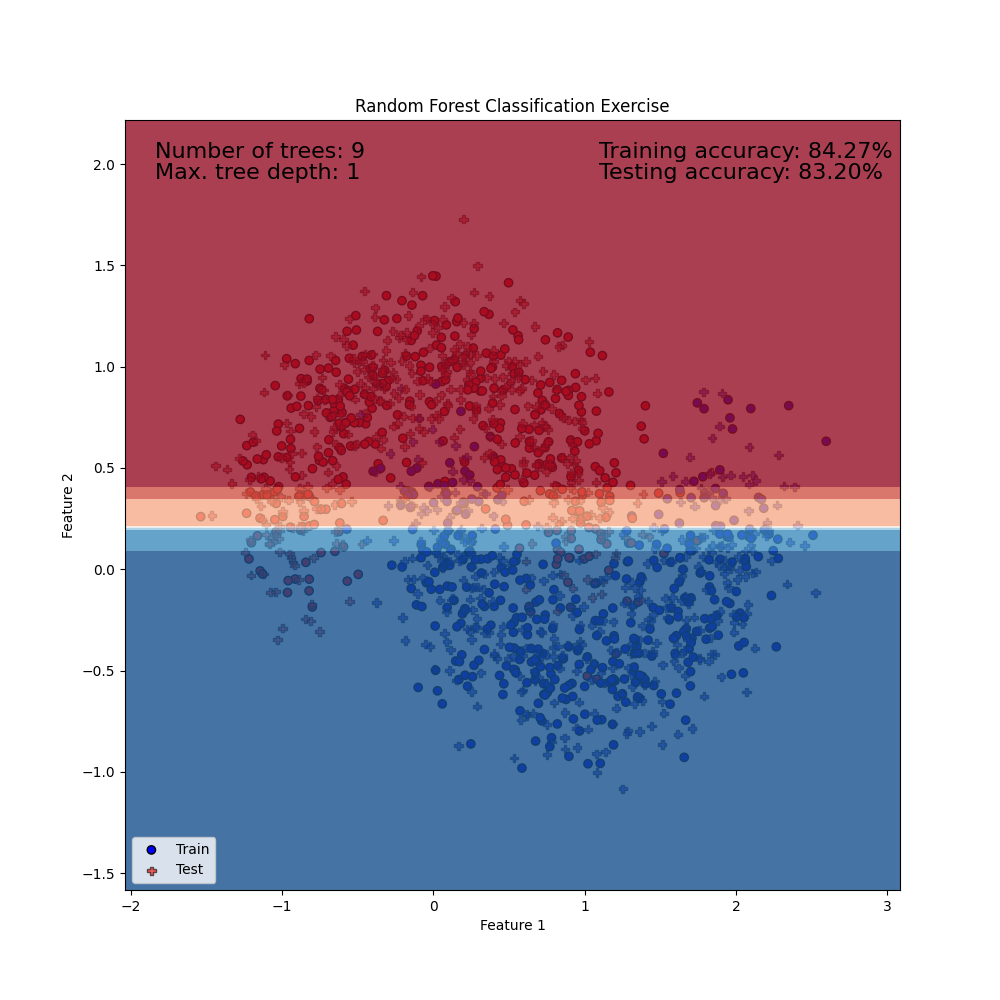 Random Forest Classification Exercise
Number of trees: 9
Max. tree depth: 1
Training accuracy: 84.27%
Testing accuracy: 83.20%
2.0
1.5
1.0
0.5
0.0
−0.5
−1.0
−1.5
Feature 2
Train
Test
−2
−1
0
1
2
3
Feature 1